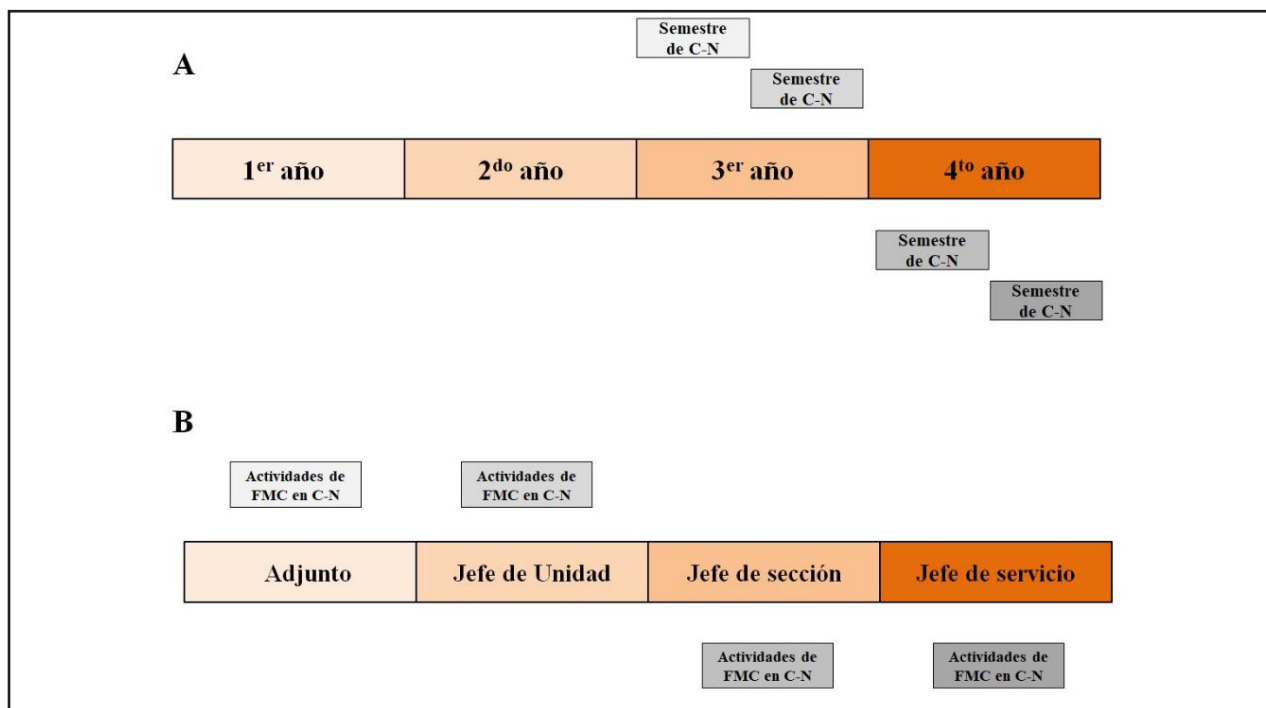 Semestre
de C-N
A
Semestre
de C-N
1er año
2do año
3er año
4to año
Semestre
de C-N
Semestre
de C-N
B
Actividades de
FMC en C-N
Actividades de
FMC en C-N
Adjunto
Jefe de Unidad
Jefe de sección
Jefe de servicio
Actividades de
FMC en C-N
Actividades de
FMC en C-N